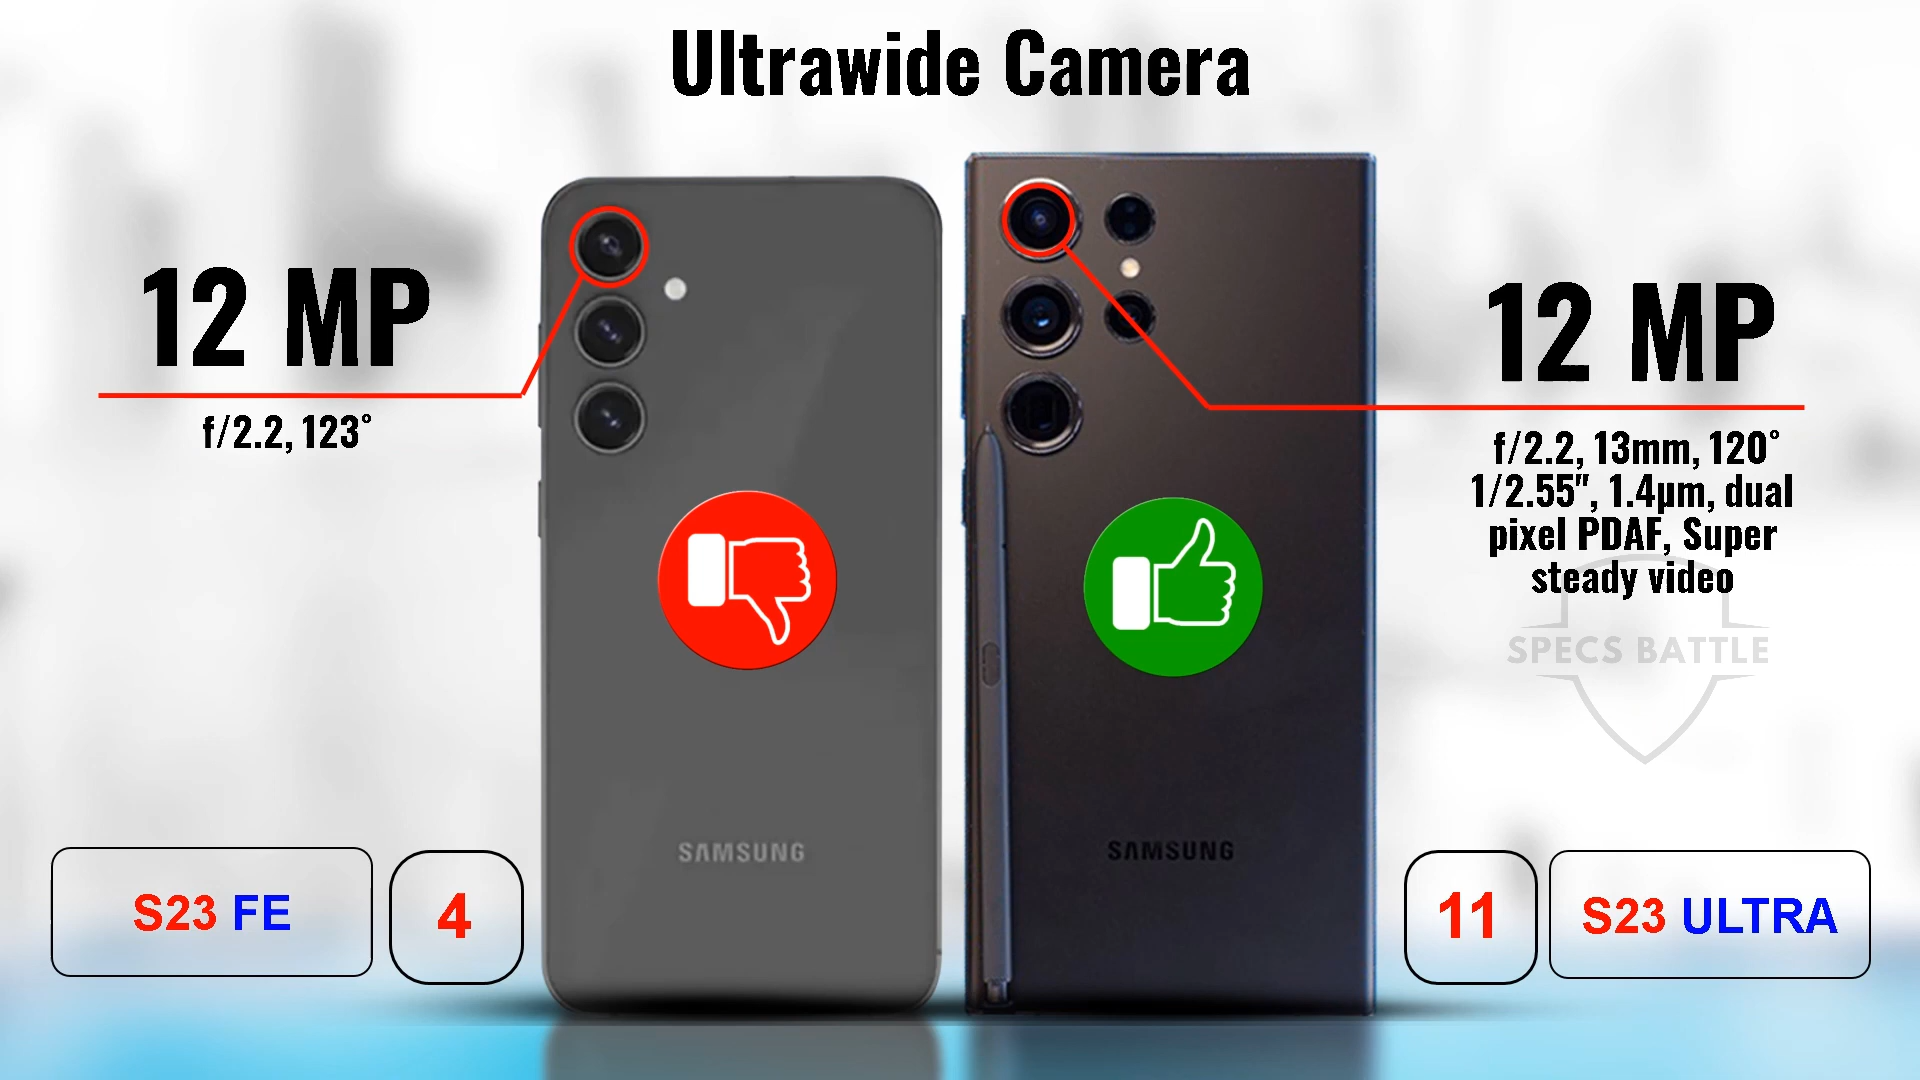 Ultrawide Camera
12 MP
f/2.2, 123°
12 MP
f/2.2, 13mm, 120°
1/2.55", 1.4µm, dual
pixel PDAF, Super
steady video
SPECS BATTLE
SAMSUNG
SAMSUNG
S23 FE
4
11
S23 ULTRA